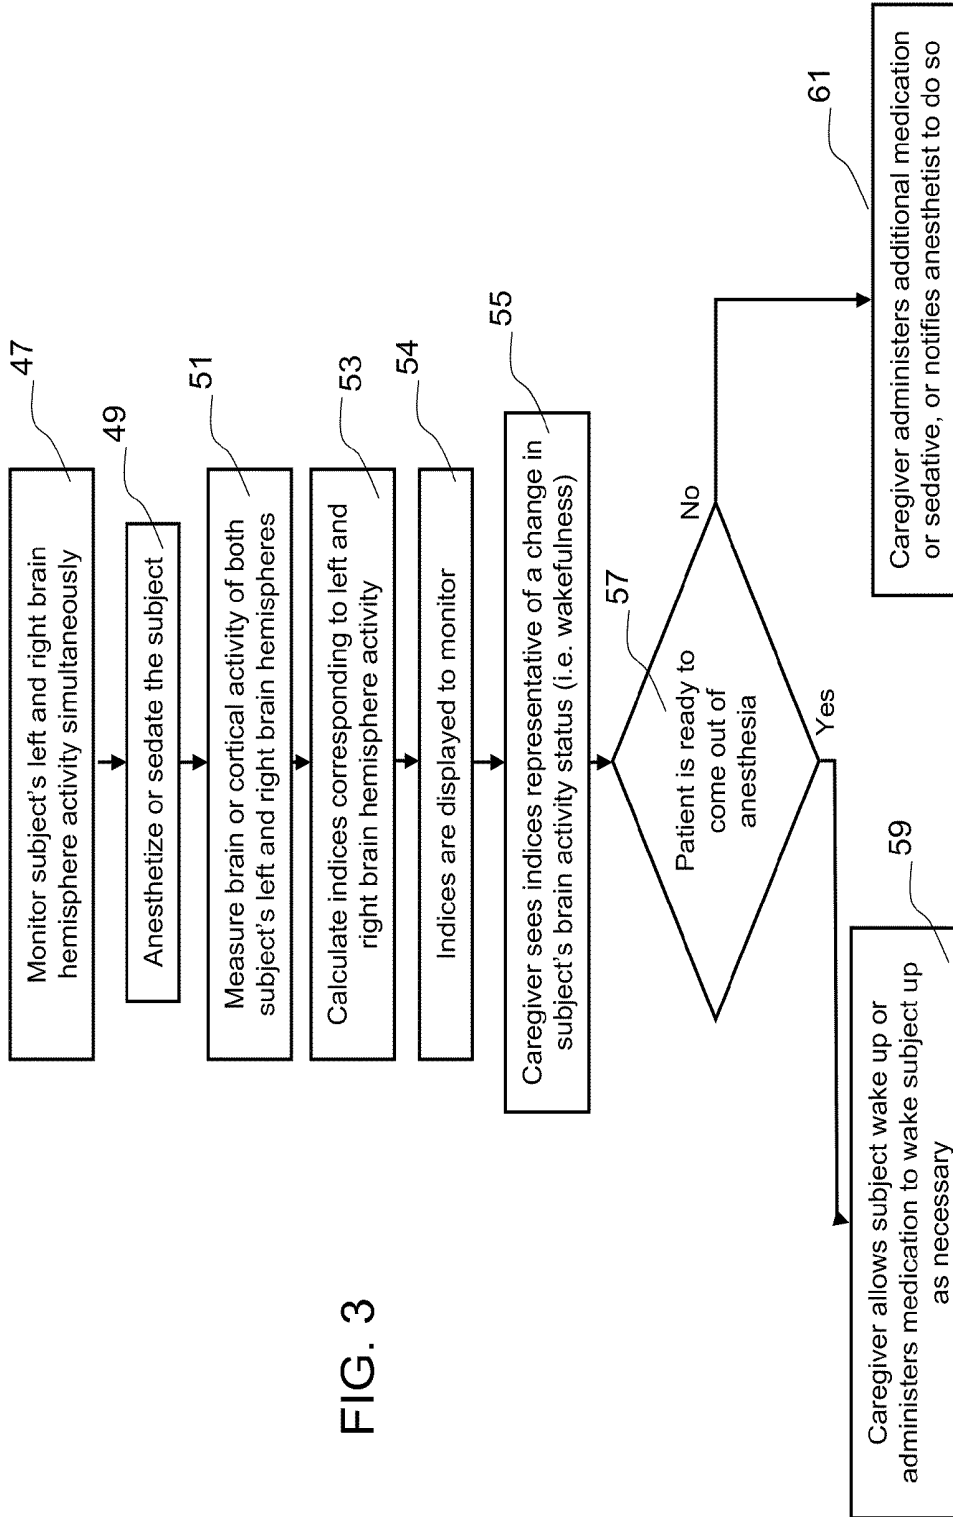 Monitor subject's left and right brain
hemisphere activity simultaneously
47
Anesthetize or sedate the subject
49
Measure brain or cortical activity of both
subject's left and right brain hemispheres
51
Calculate indices corresponding to left and
right brain hemisphere activity
53
Indices are displayed to monitor
54
Caregiver sees indices representative of a change in
subject's brain activity status (i.e. wakefulness)
55
Patient is ready to
come out of
anesthesia
57
No
Yes
Caregiver allows subject wake up or
administers medication to wake subject up
as necessary
59
Caregiver administers additional medication
or sedative, or notifies anesthetist to do so
61
FIG. 3